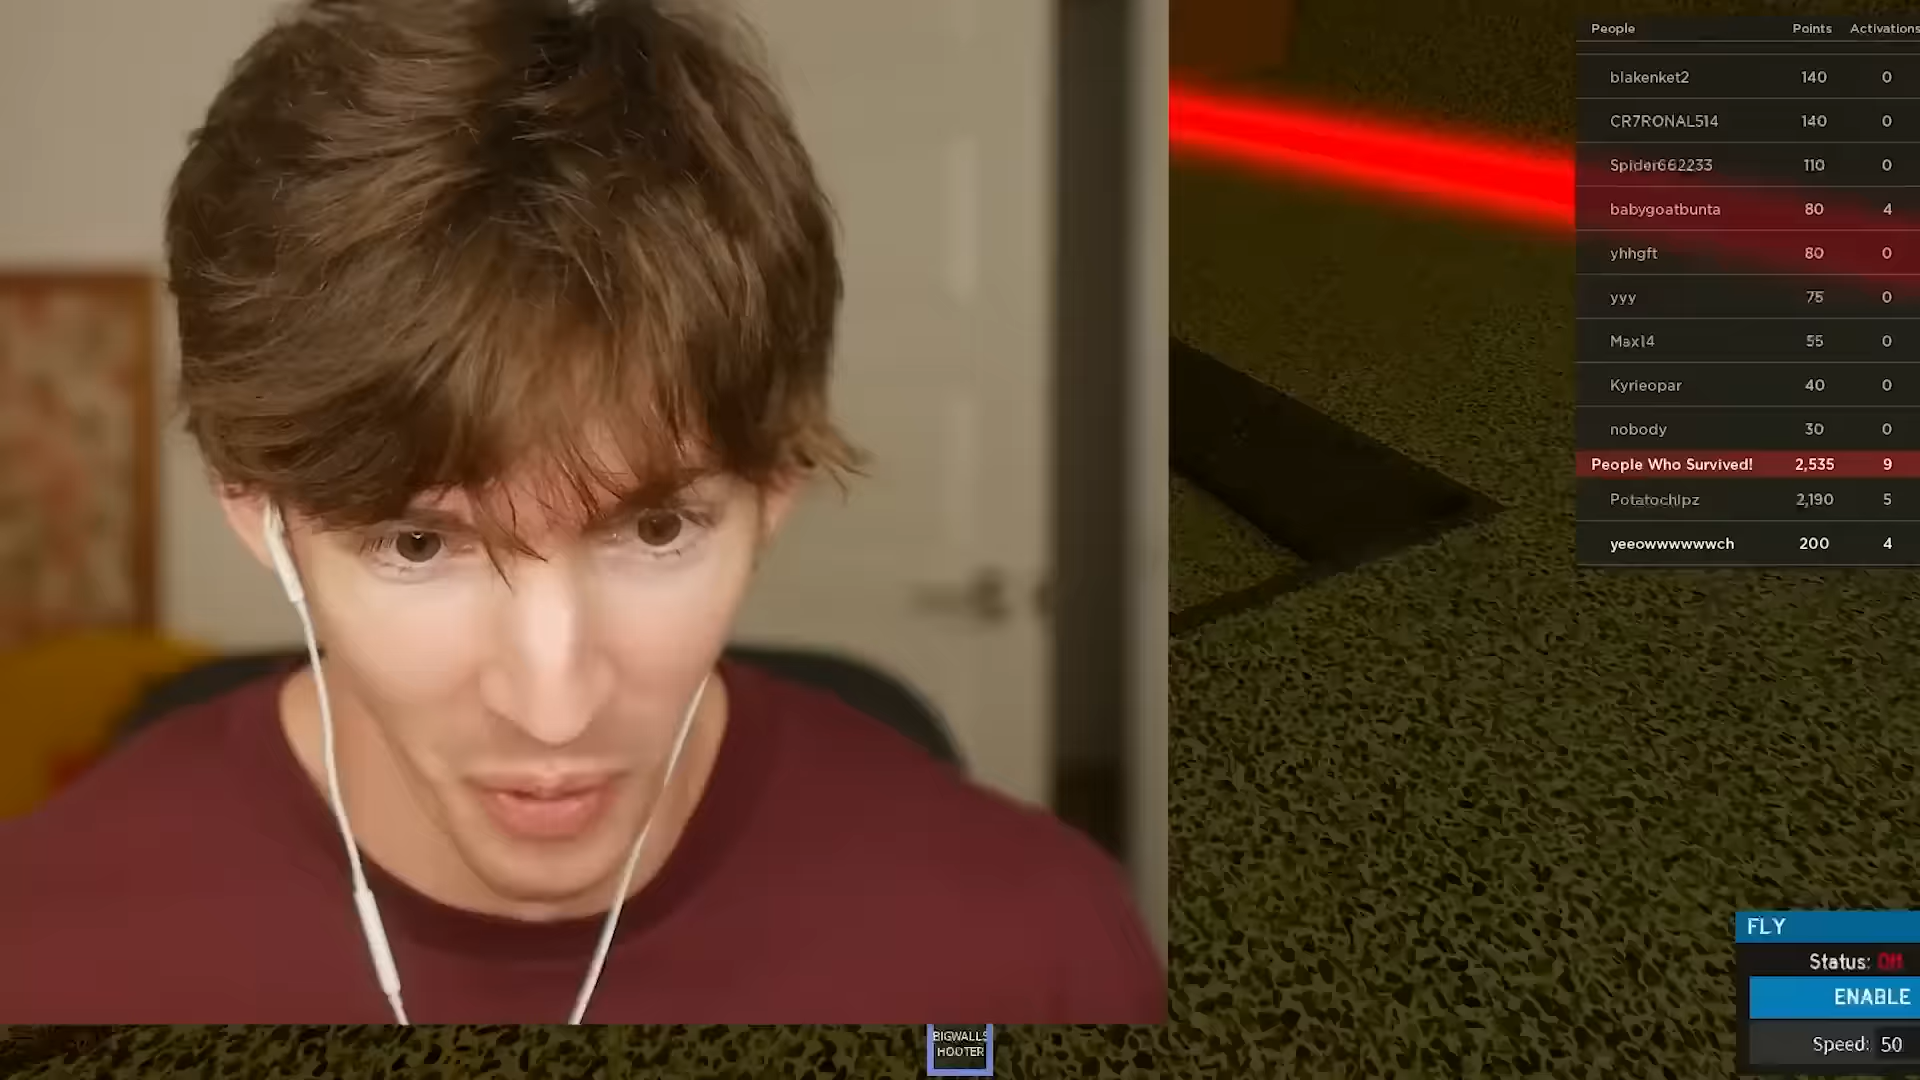 People Points Activations
blakenket2 140 0
CR7RONAL514 140 0
Spider662233 110 0
babygoatbunta 80 4
yhhgft 80 0
yyy 75 0
Max14 55 0
Kyrieopar 40 0
nobody 30 0
People Who Survived! 2,535 9
Potatochipz 2,190 5
yeeowwwwwwch 200 4
FLY
Status: Off
ENABLE
Speed: 50
BIGWALLS
HOOTER